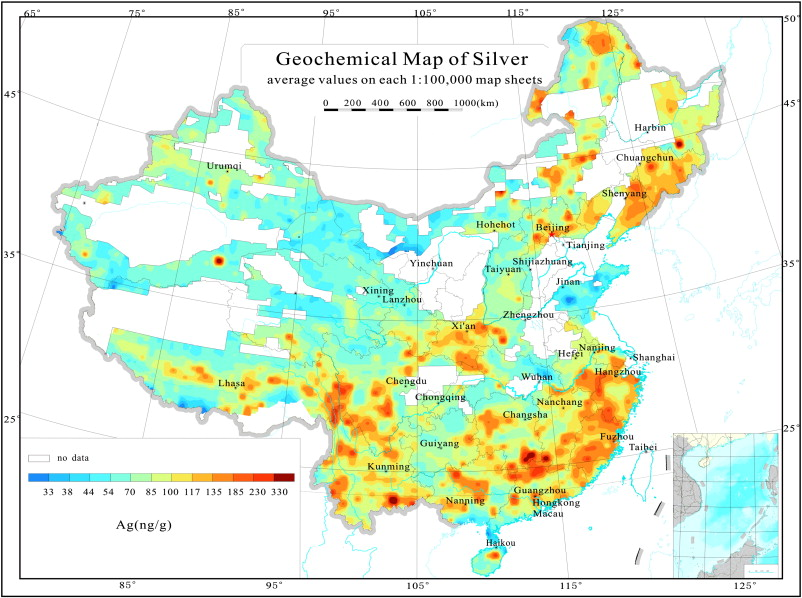 65° 75° 85° 95° 105° 115° 125° 50°
Geochemical Map of Silver
average values on each 1:100,000 map sheets
0 200 400 600 800 1000(km)
45°
45°
Harbin
Chuangchun
Urumqi
Shenyang
Hohehot
Beijing
Tianjing
35°
Yinchuan
Shijiazhuang
35°
Taiyuan
Xining
Jinan
Lanzhou
Zhengzhou
Xi'an
Nanjing
Hefei
Shanghai
Hangzhou
Wuhan
Lhasa
Chengdu
Chongqing
Nanchang
Changsha
25°
25°
Fuzhou
Guiyang
Taibei
no data
Kunming
33 38 44 54 70 85 100 117 135 185 230 330
Guangzhou
Nanning
Hongkong
Macau
Ag(ng/g)
Haikou
85° 95° 105° 115° 125°